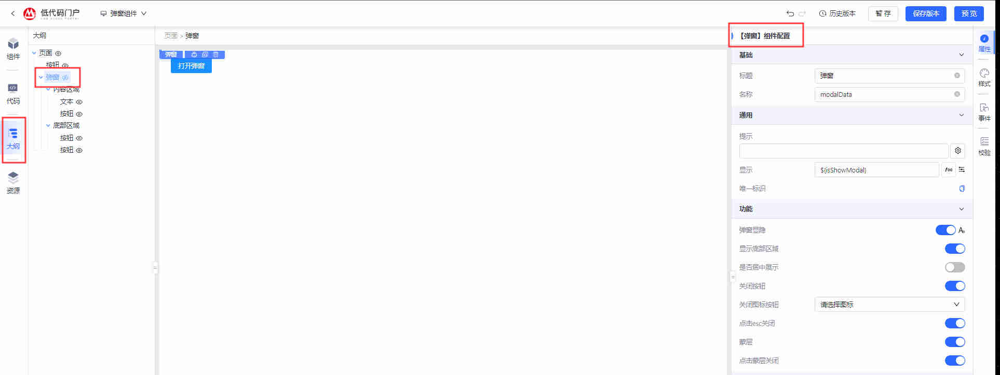 低代码门户
LOW CODE PORTAL
弹窗组件
历史版本
暂 存
保存版本
预 览
组件
代码
大纲
资源
大纲
页面
按钮
弹窗
内容区域
文本
按钮
底部区域
按钮
按钮
页面 > 弹窗
弹窗
打开弹窗
【弹窗】组件配置
基础
标题
弹窗
名称
modalData
通用
提示
显示
${isShowModal}
f(x)
唯一标识
功能
弹窗显隐
显示底部区域
是否居中展示
关闭按钮
关闭图标按钮
请选择图标
点击esc关闭
蒙层
点击蒙层关闭
属性
样式
事件
校验